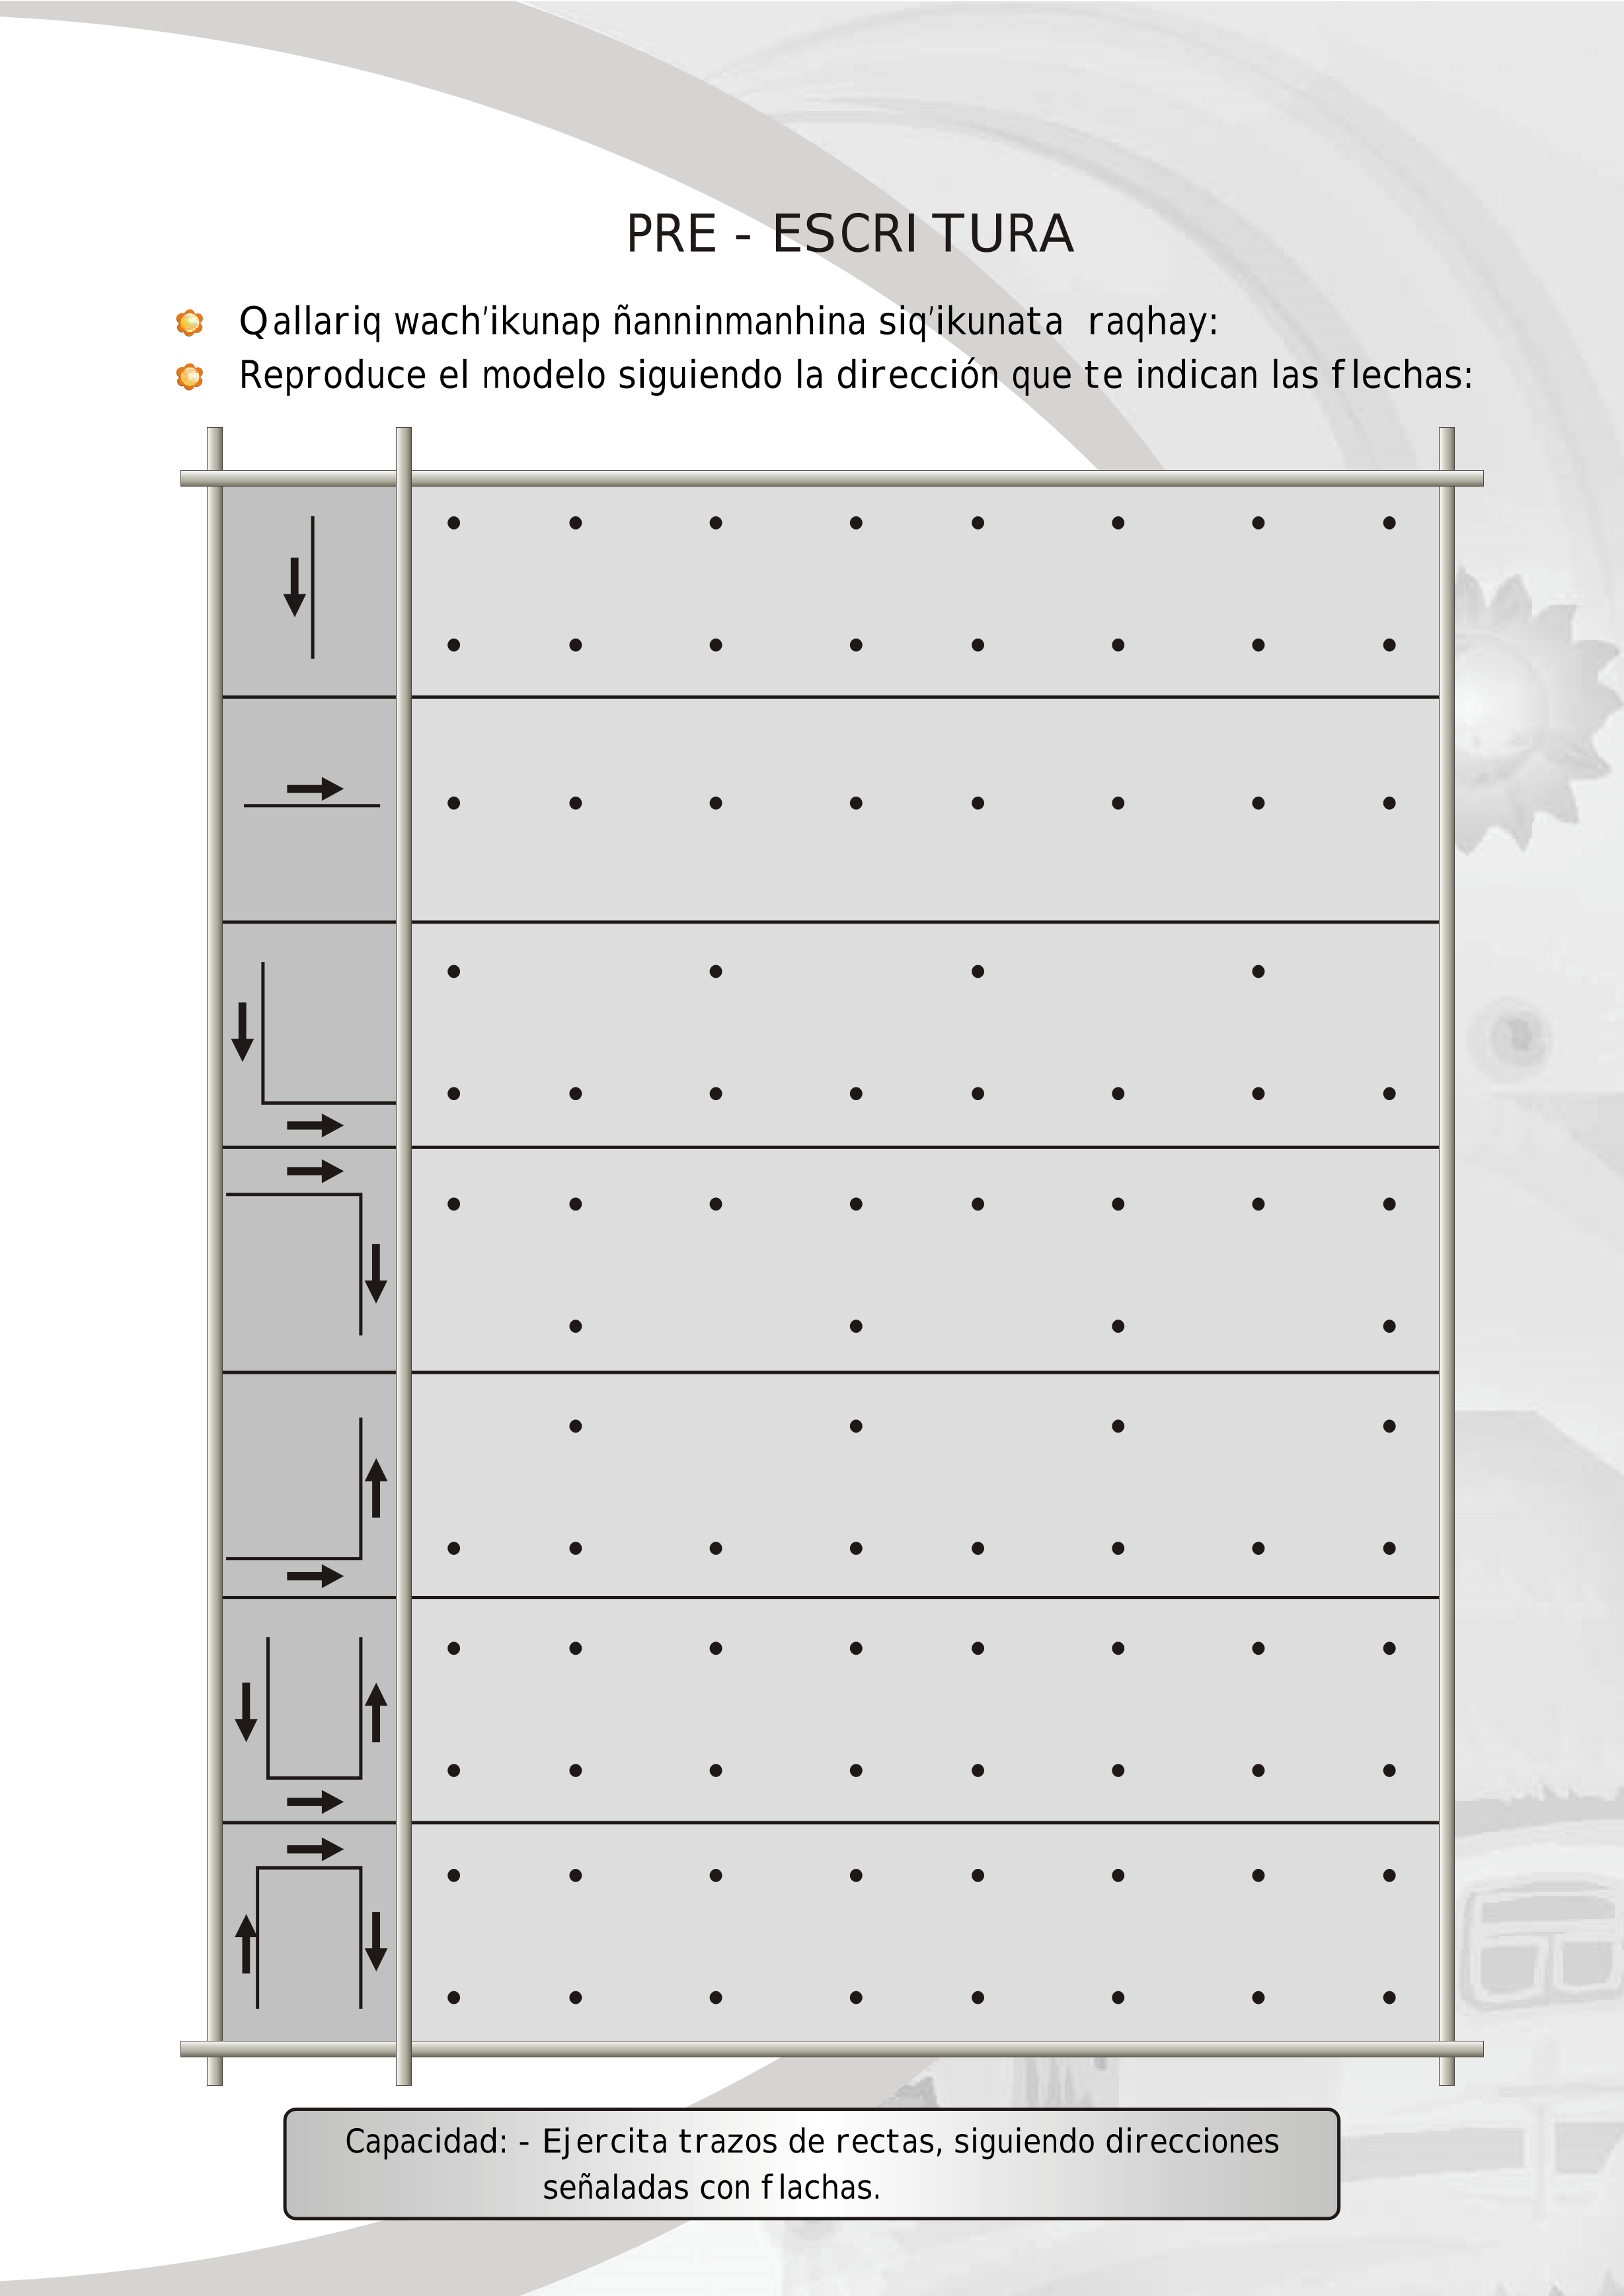 PRE - ESCRITURA
Qallariq wach'ikunap ñanninmanhina siq'ikunata raqhay:
Reproduce el modelo siguiendo la dirección que te indican las flechas:
Capacidad: - Ejercita trazos de rectas, siguiendo direcciones
señaladas con flachas.